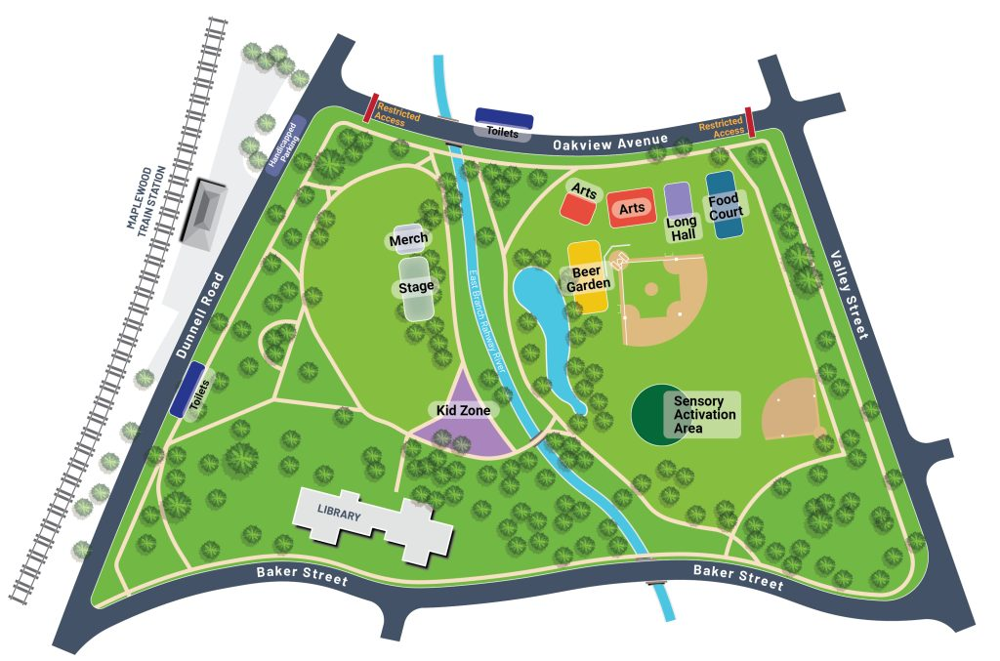 Restricted
Access
Toilets
Oakview Avenue
Restricted
Access
Handicapped
Parking
MAPLEWOOD
TRAIN STATION
Arts
Arts
Long
Hall
Food
Court
Merch
Stage
Beer
Garden
East Branch Rahway River
Dunnell Road
Valley Street
Toilets
Kid Zone
Sensory
Activation
Area
LIBRARY
Baker Street
Baker Street